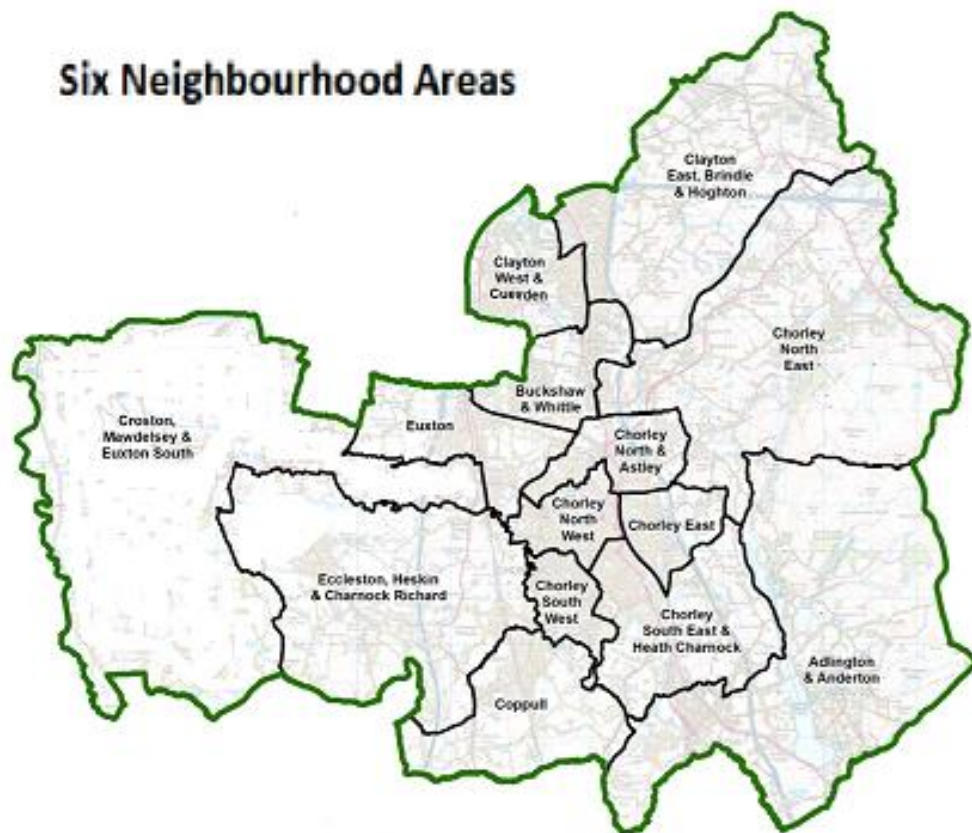 Six Neighbourhood Areas
Clayton
East, Brindle
& Hoghton
Clayton
West &
Cuerden
Chorley
North
East
Buckshaw
& Whittle
Croston,
Mawdelsey &
Euxton South
Euxton
Chorley
North &
Astley
Chorley
North
West
Chorley East
Eccleston, Heskin
& Charnock Richard
Chorley
South
West
Chorley
South East &
Heath Charnock
Adlington
& Anderton
Coppull